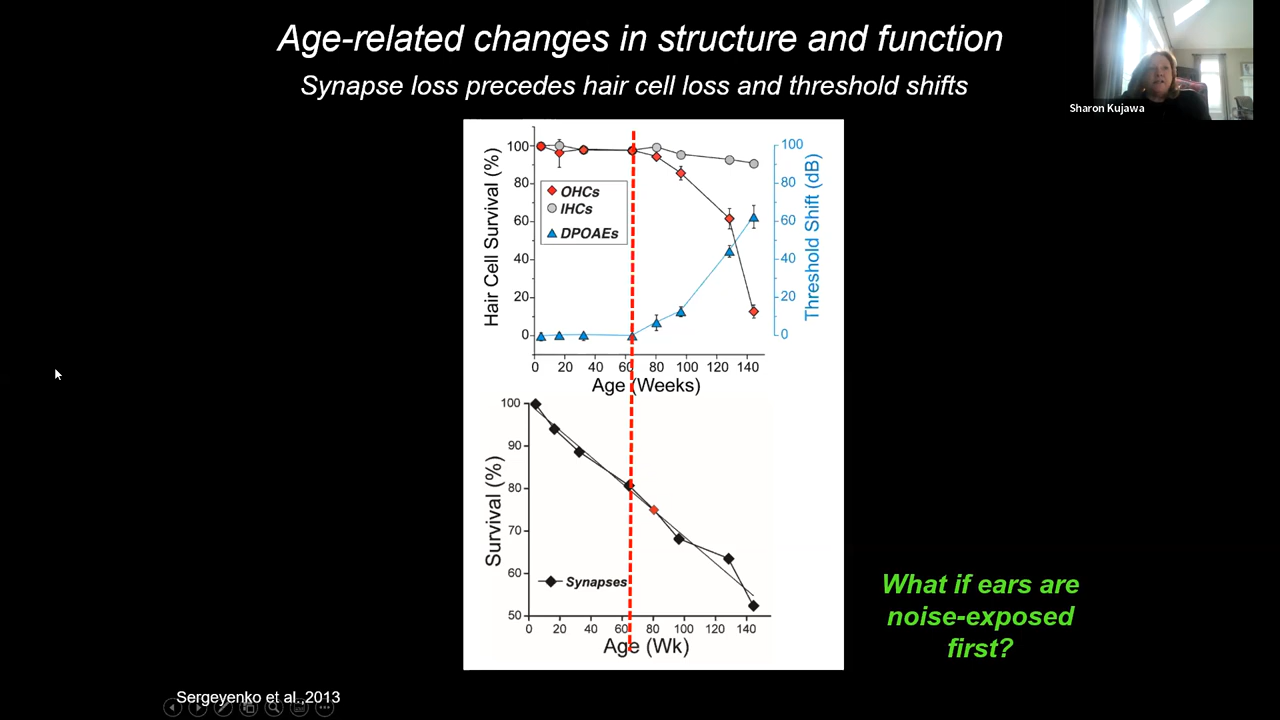 Age-related changes in structure and function
Synapse loss precedes hair cell loss and threshold shifts
Sharon Kujawa
Hair Cell Survival (%)
100
80
60
40
20
0
OHCs
IHCs
DPOAEs
100
80
60
40
20
0
Threshold Shift (dB)
0 20 40 60 80 100 120 140
Age (Weeks)
Survival (%)
100
90
80
70
60
50
Synapses
0 20 40 60 80 100 120 140
Age (Wk)
What if ears are
noise-exposed
first?
Sergeyenko et al.,2013